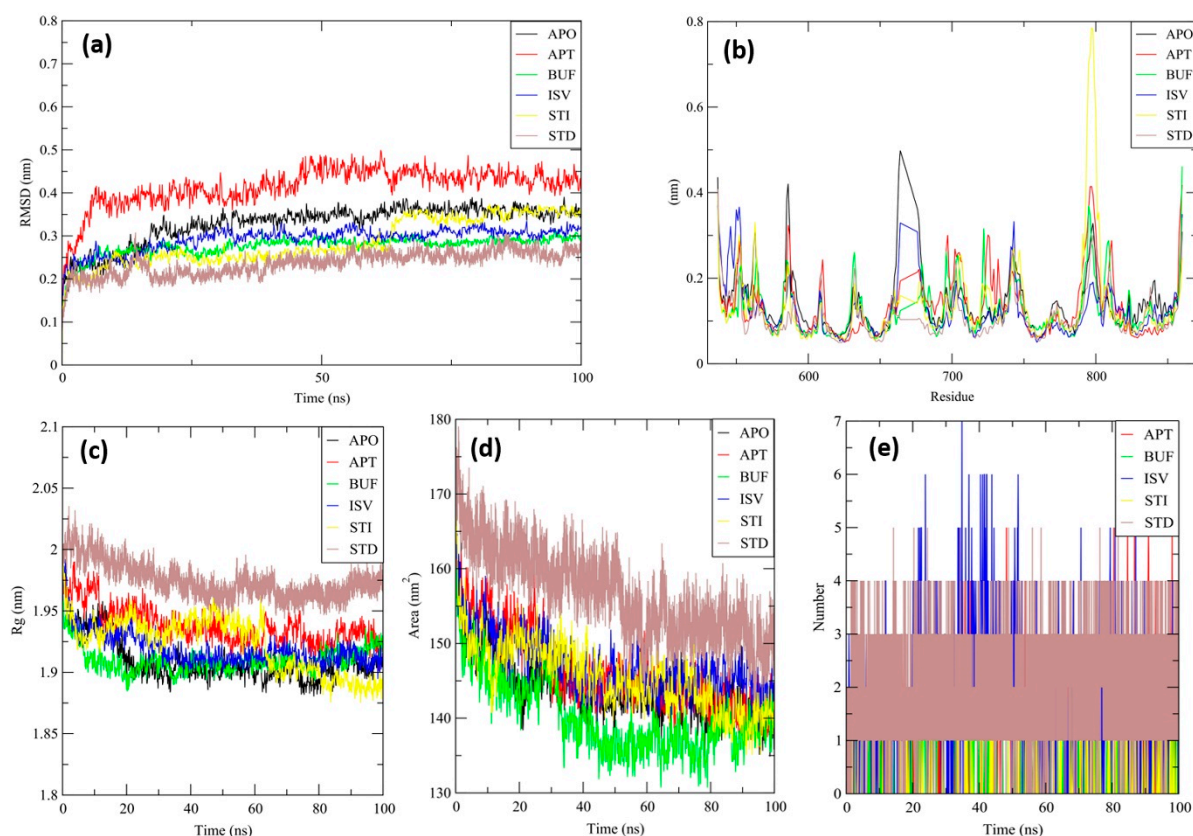 (a)
0.8
0.7
0.6
0.5
0.4
0.3
0.2
0.1
0
RMSD (nm)
0 50 100
Time (ns)
APO
APT
BUF
ISV
STI
STD
(b)
0.8
0.6
0.4
0.2
0
(nm)
600 700 800
Residue
APO
APT
BUF
ISV
STI
STD
(c)
2.1
2.05
2
1.95
1.9
1.85
1.8
Rg (nm)
0 20 40 60 80 100
Time (ns)
APO
APT
BUF
ISV
STI
STD
(d)
180
170
160
150
140
130
Area (nm²)
0 20 40 60 80 100
Time (ns)
APO
APT
BUF
ISV
STI
STD
(e)
7
6
5
4
3
2
1
0
Number
0 20 40 60 80 100
Time (ns)
APT
BUF
ISV
STI
STD